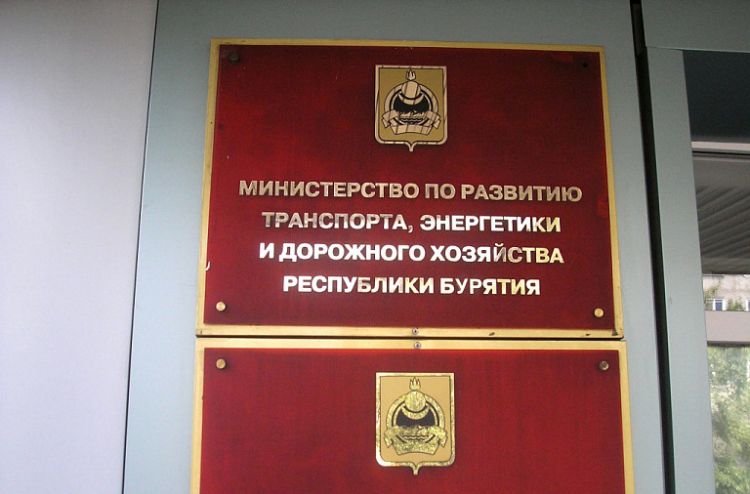 МИНИСТЕРСТВО ПО РАЗВИТИЮ
ТРАНСПОРТА, ЭНЕРГЕТИКИ
И ДОРОЖНОГО ХОЗЯЙСТВА
РЕСПУБЛИКИ БУРЯТИЯ